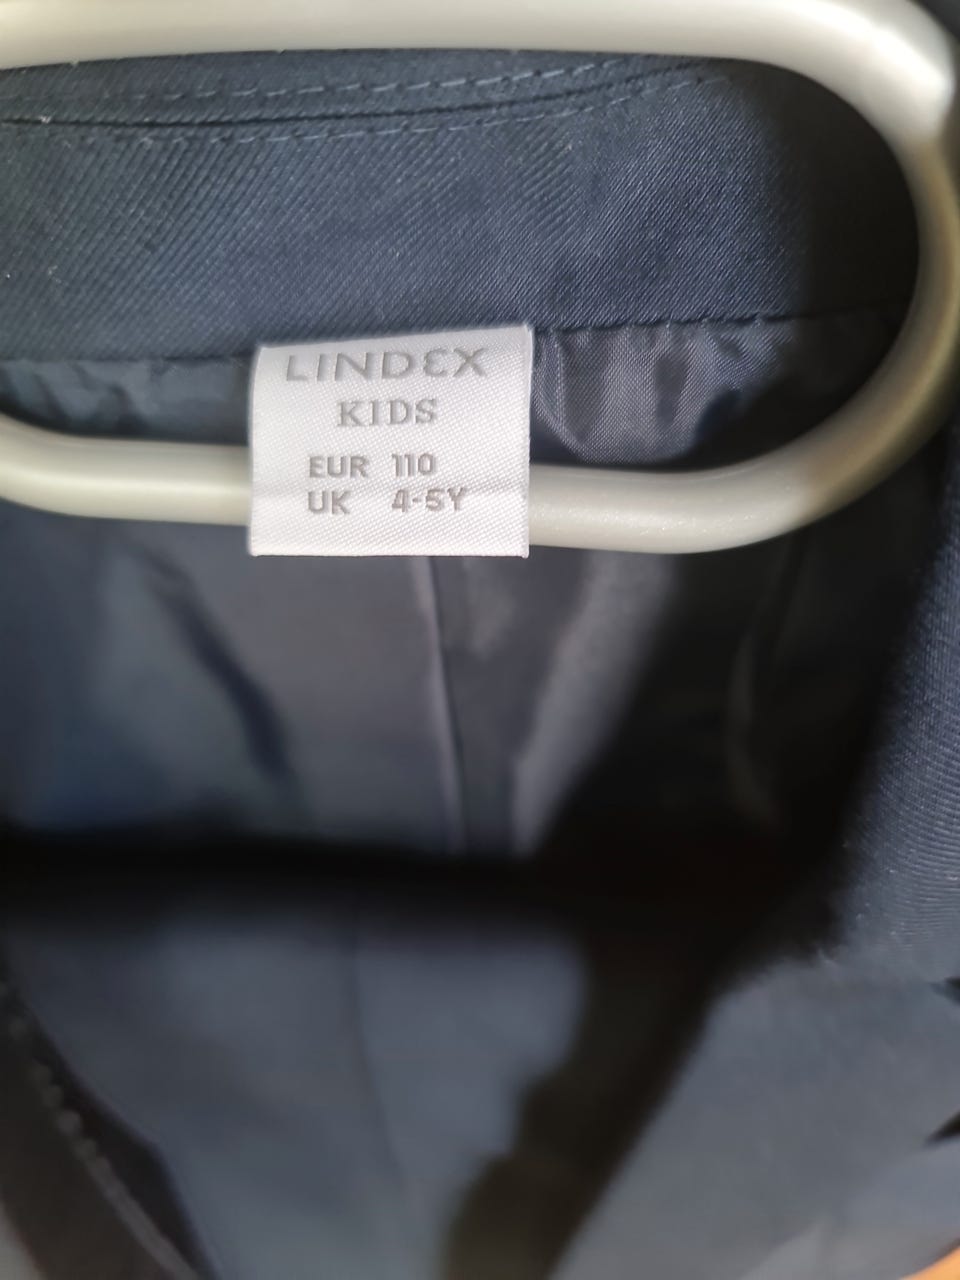 LINDEX
KIDS
EUR 110
UK 4-5Y